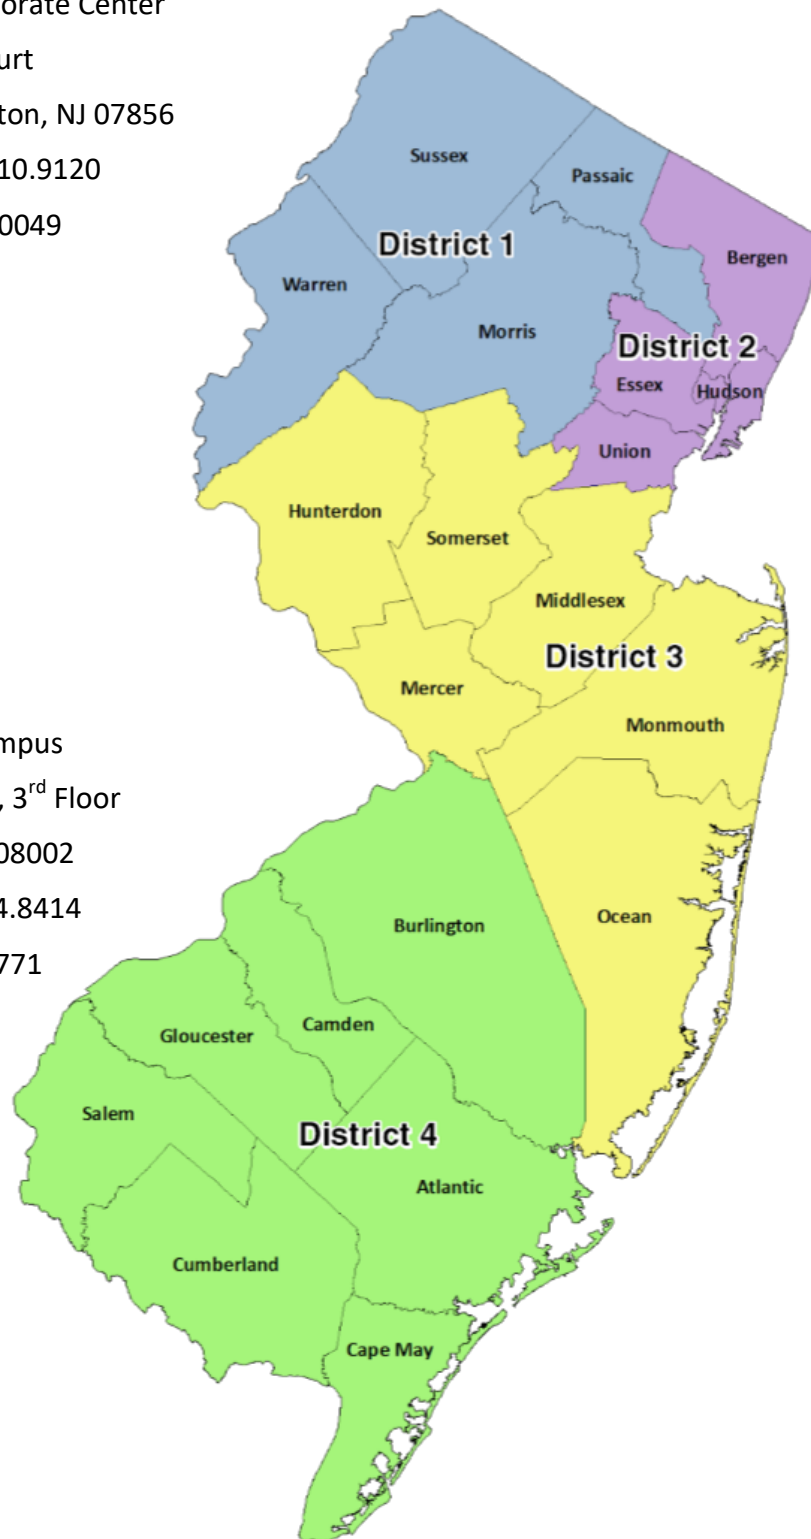 orate Center
urt
ton, NJ 07856
10.9120
0049
Sussex
Passaic
District 1
Bergen
Warren
Morris
District 2
Essex
Hudson
Union
Hunterdon
Somerset
Middlesex
District 3
Mercer
Monmouth
mpus
, 3rd Floor
08002
4.8414
771
Ocean
Burlington
Camden
Gloucester
Salem
District 4
Atlantic
Cumberland
Cape May